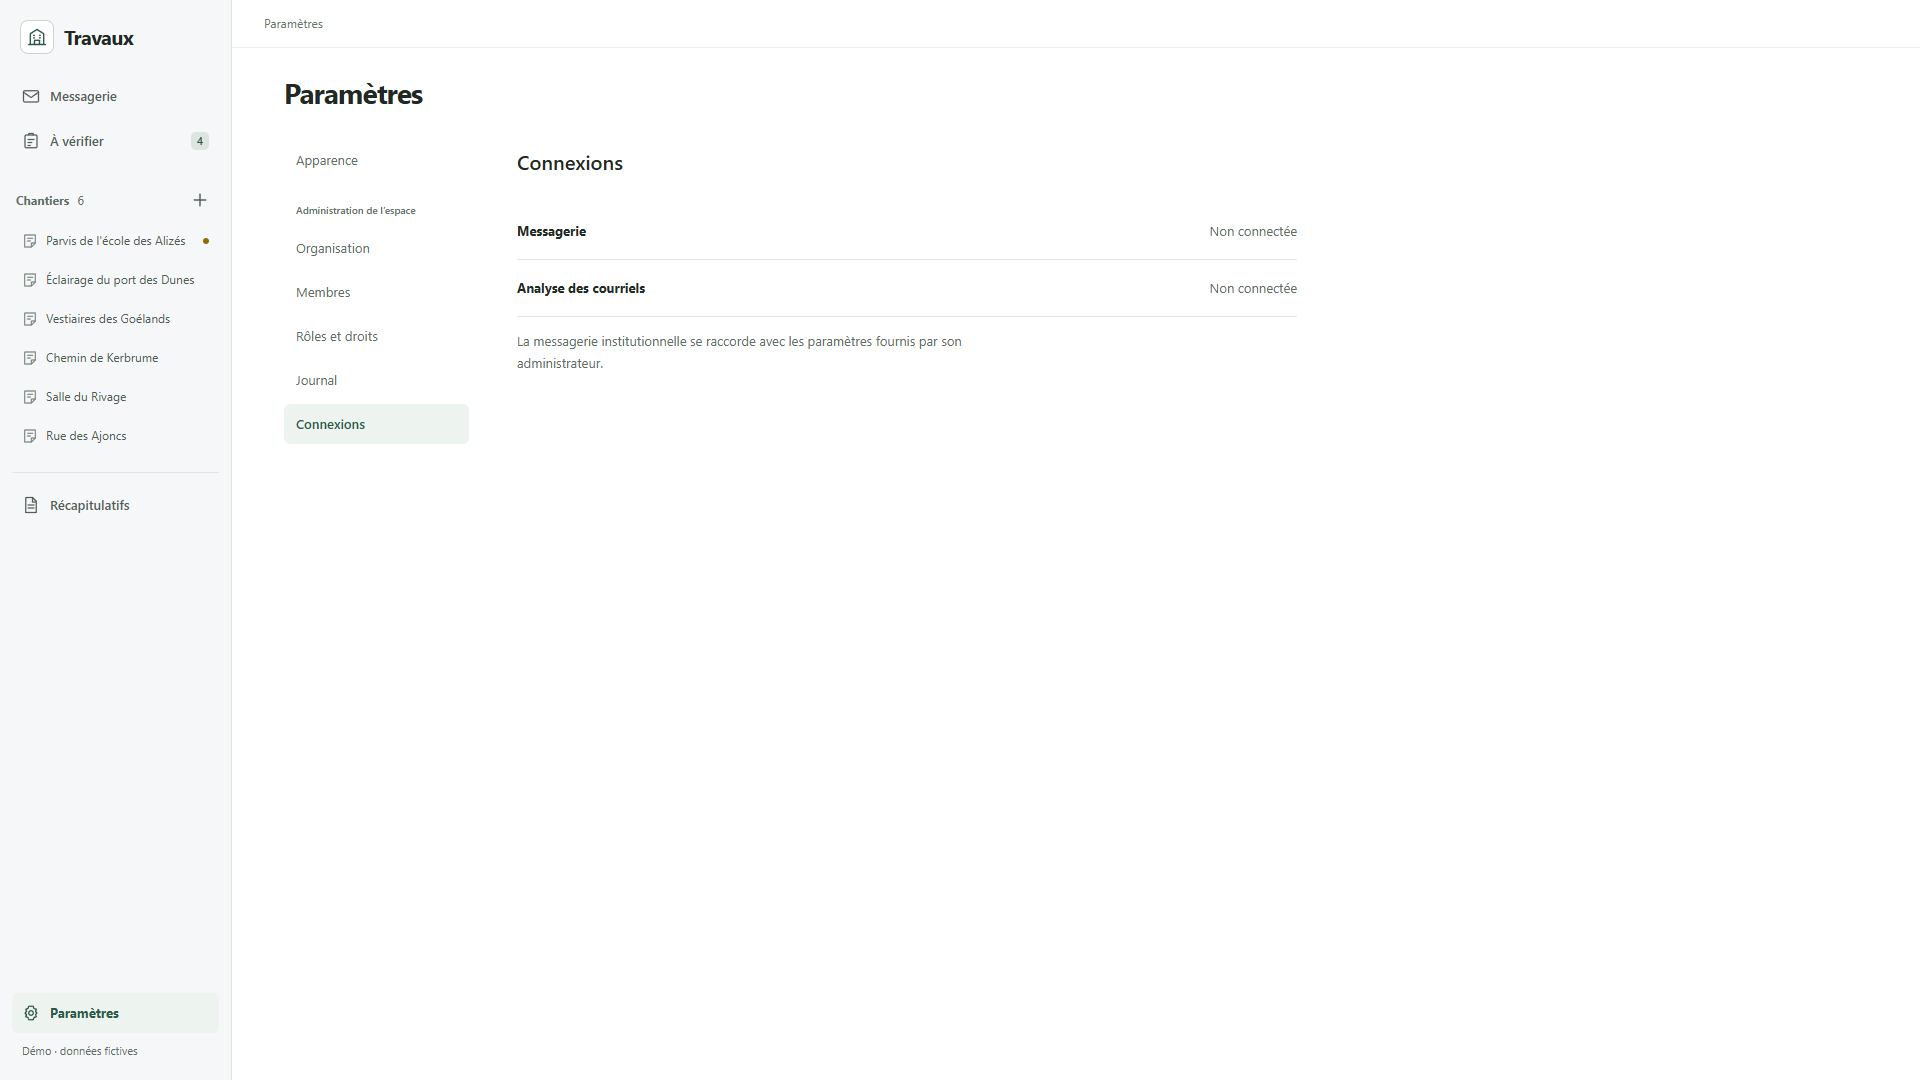 Travaux
Messagerie
À vérifier 4
Chantiers 6
Parvis de l'école des Alizés
Éclairage du port des Dunes
Vestiaires des Goélands
Chemin de Kerbrume
Salle du Rivage
Rue des Ajoncs
Récapitulatifs
Paramètres
Démo · données fictives
Paramètres
Paramètres
Apparence
Administration de l'espace
Organisation
Membres
Rôles et droits
Journal
Connexions
Connexions
Messagerie Non connectée
Analyse des courriels Non connectée
La messagerie institutionnelle se raccorde avec les paramètres fournis par son
administrateur.